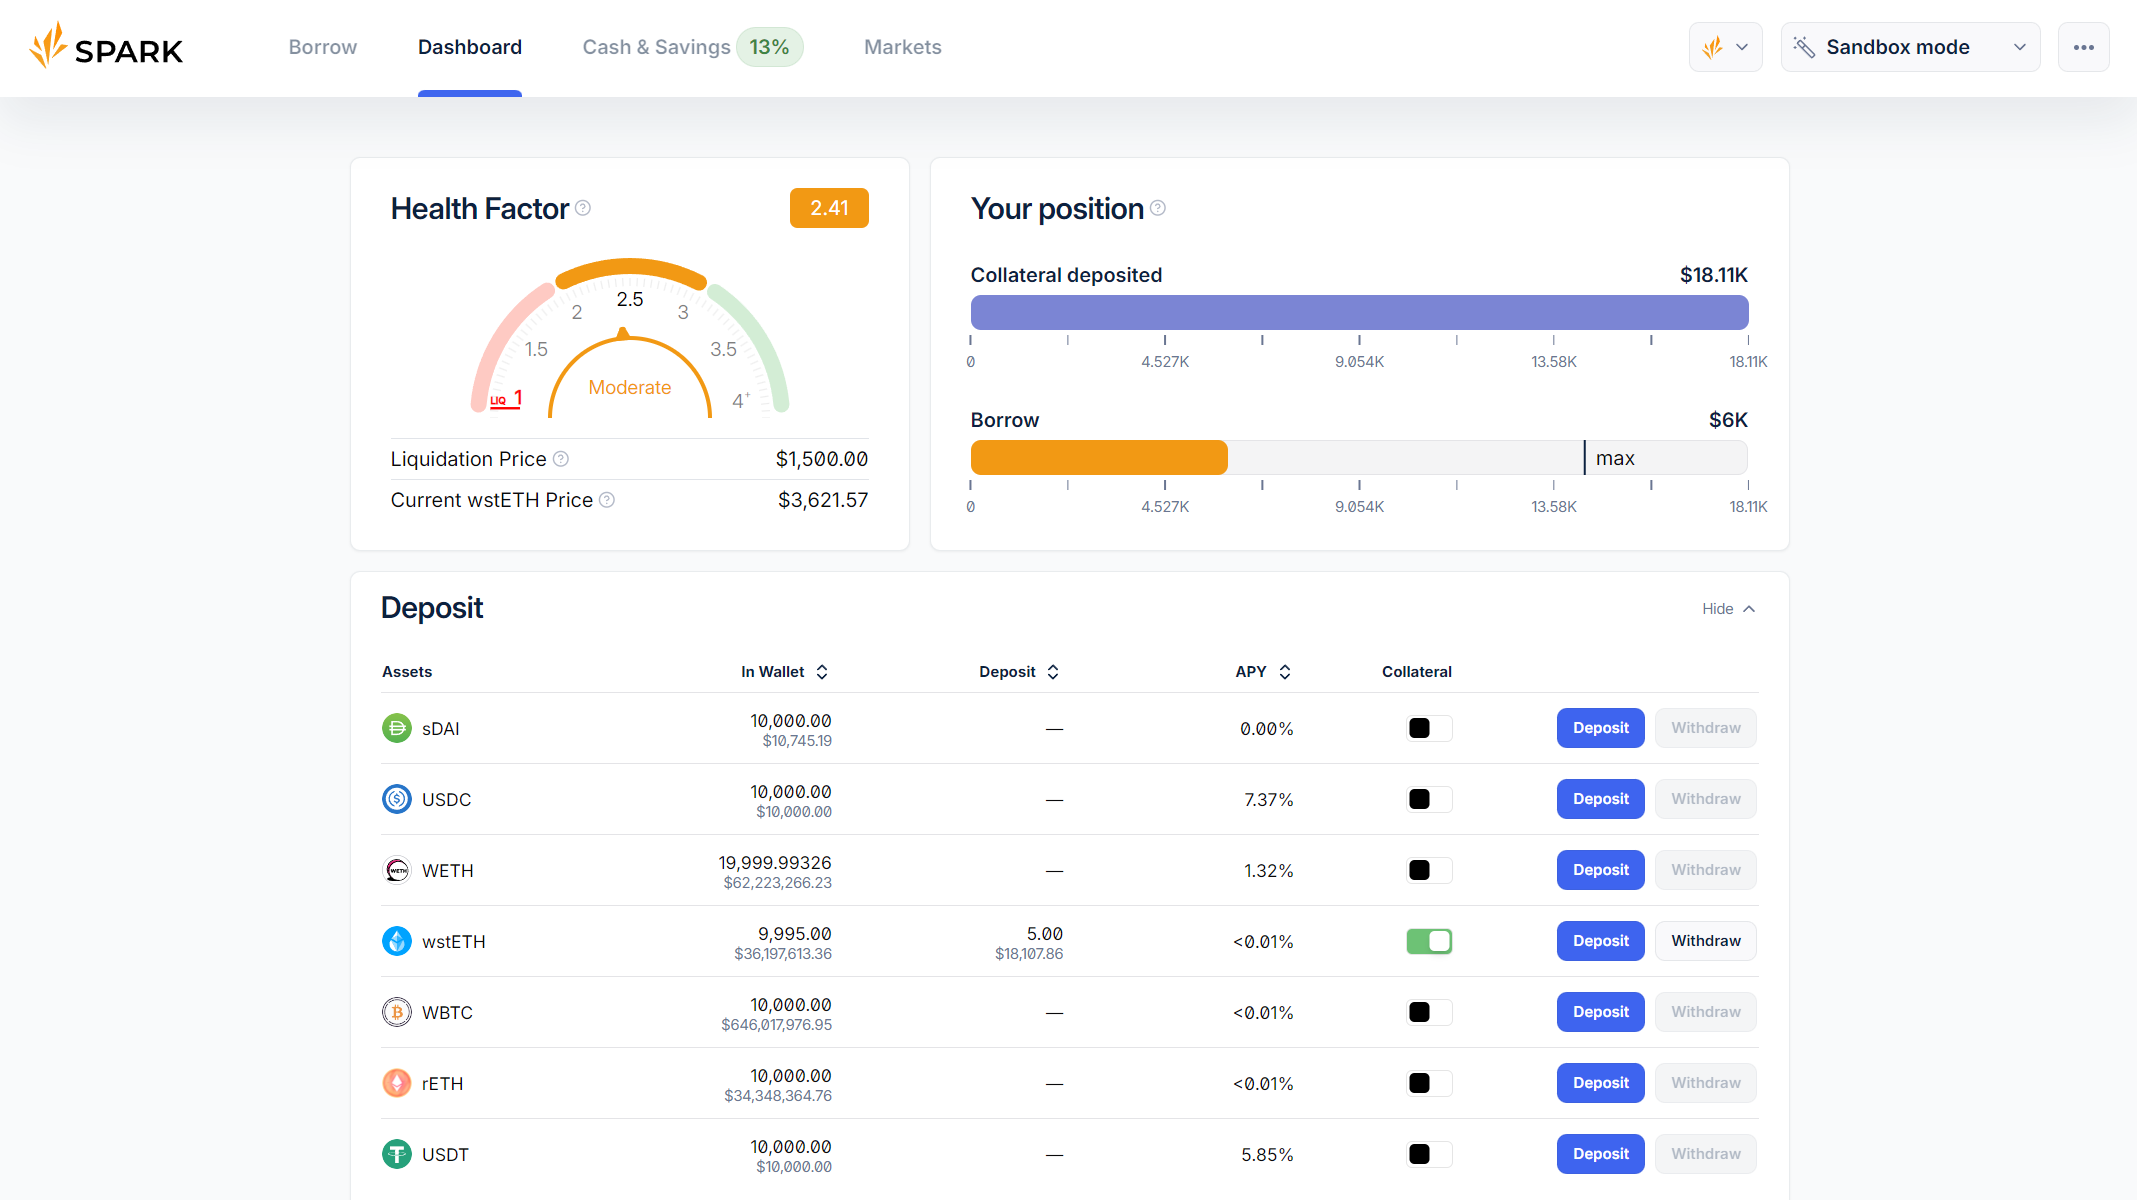 SPARK
Borrow
Dashboard
Cash & Savings 13%
Markets
Sandbox mode
Health Factor
2.41
2.5
2
3
1.5
3.5
LIQ 1
4+
Moderate
Liquidation Price $1,500.00
Current wstETH Price $3,621.57
Your position
Collateral deposited $18.11K
0 4.527K 9.054K 13.58K 18.11K
Borrow $6K
max
0 4.527K 9.054K 13.58K 18.11K
Deposit
Hide
Assets In Wallet Deposit APY Collateral
sDAI 10,000.00 — 0.00% Deposit Withdraw
$10,745.19
USDC 10,000.00 — 7.37% Deposit Withdraw
$10,000.00
WETH 19,999.99326 — 1.32% Deposit Withdraw
$62,223,266.23
wstETH 9,995.00 5.00 <0.01% Deposit Withdraw
$36,197,613.36 $18,107.86
WBTC 10,000.00 — <0.01% Deposit Withdraw
$646,017,976.95
rETH 10,000.00 — <0.01% Deposit Withdraw
$34,348,364.76
USDT 10,000.00 — 5.85% Deposit Withdraw
$10,000.00